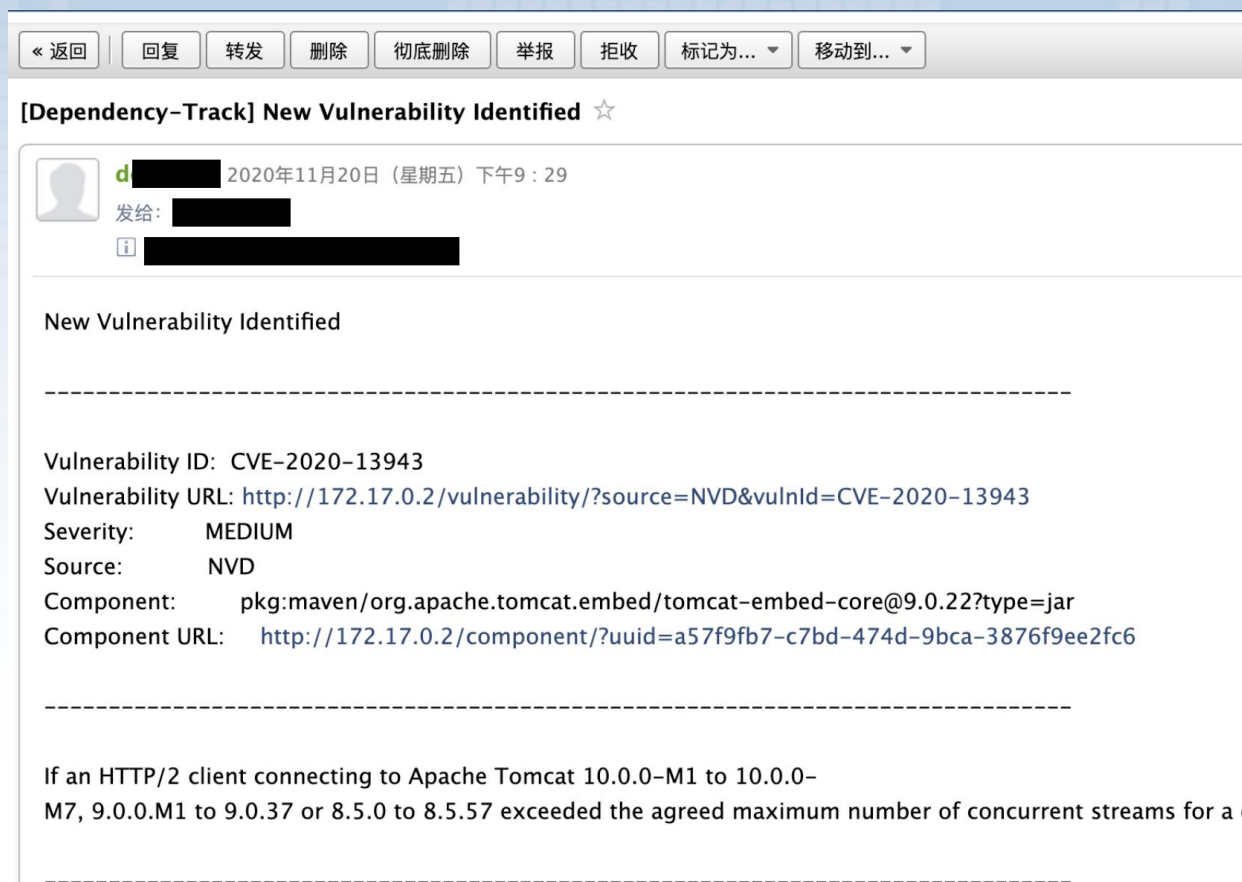 « 返回 回复 转发 删除 彻底删除 举报 拒收 标记为... 移动到...
[Dependency-Track] New Vulnerability Identified
d 2020年11月20日（星期五）下午9：29
发给：
New Vulnerability Identified
--------------------------------------------------------------------------------
Vulnerability ID: CVE-2020-13943
Vulnerability URL: http://172.17.0.2/vulnerability/?source=NVD&vulnId=CVE-2020-13943
Severity: MEDIUM
Source: NVD
Component: pkg:maven/org.apache.tomcat.embed/tomcat-embed-core@9.0.22?type=jar
Component URL: http://172.17.0.2/component/?uuid=a57f9fb7-c7bd-474d-9bca-3876f9ee2fc6
--------------------------------------------------------------------------------
If an HTTP/2 client connecting to Apache Tomcat 10.0.0-M1 to 10.0.0-
M7, 9.0.0.M1 to 9.0.37 or 8.5.0 to 8.5.57 exceeded the agreed maximum number of concurrent streams for a
--------------------------------------------------------------------------------